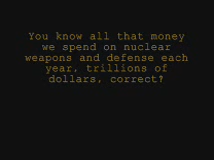 You know all that money
we spend on nuclear
weapons and defense each
year, trillions of
dollars, correct?